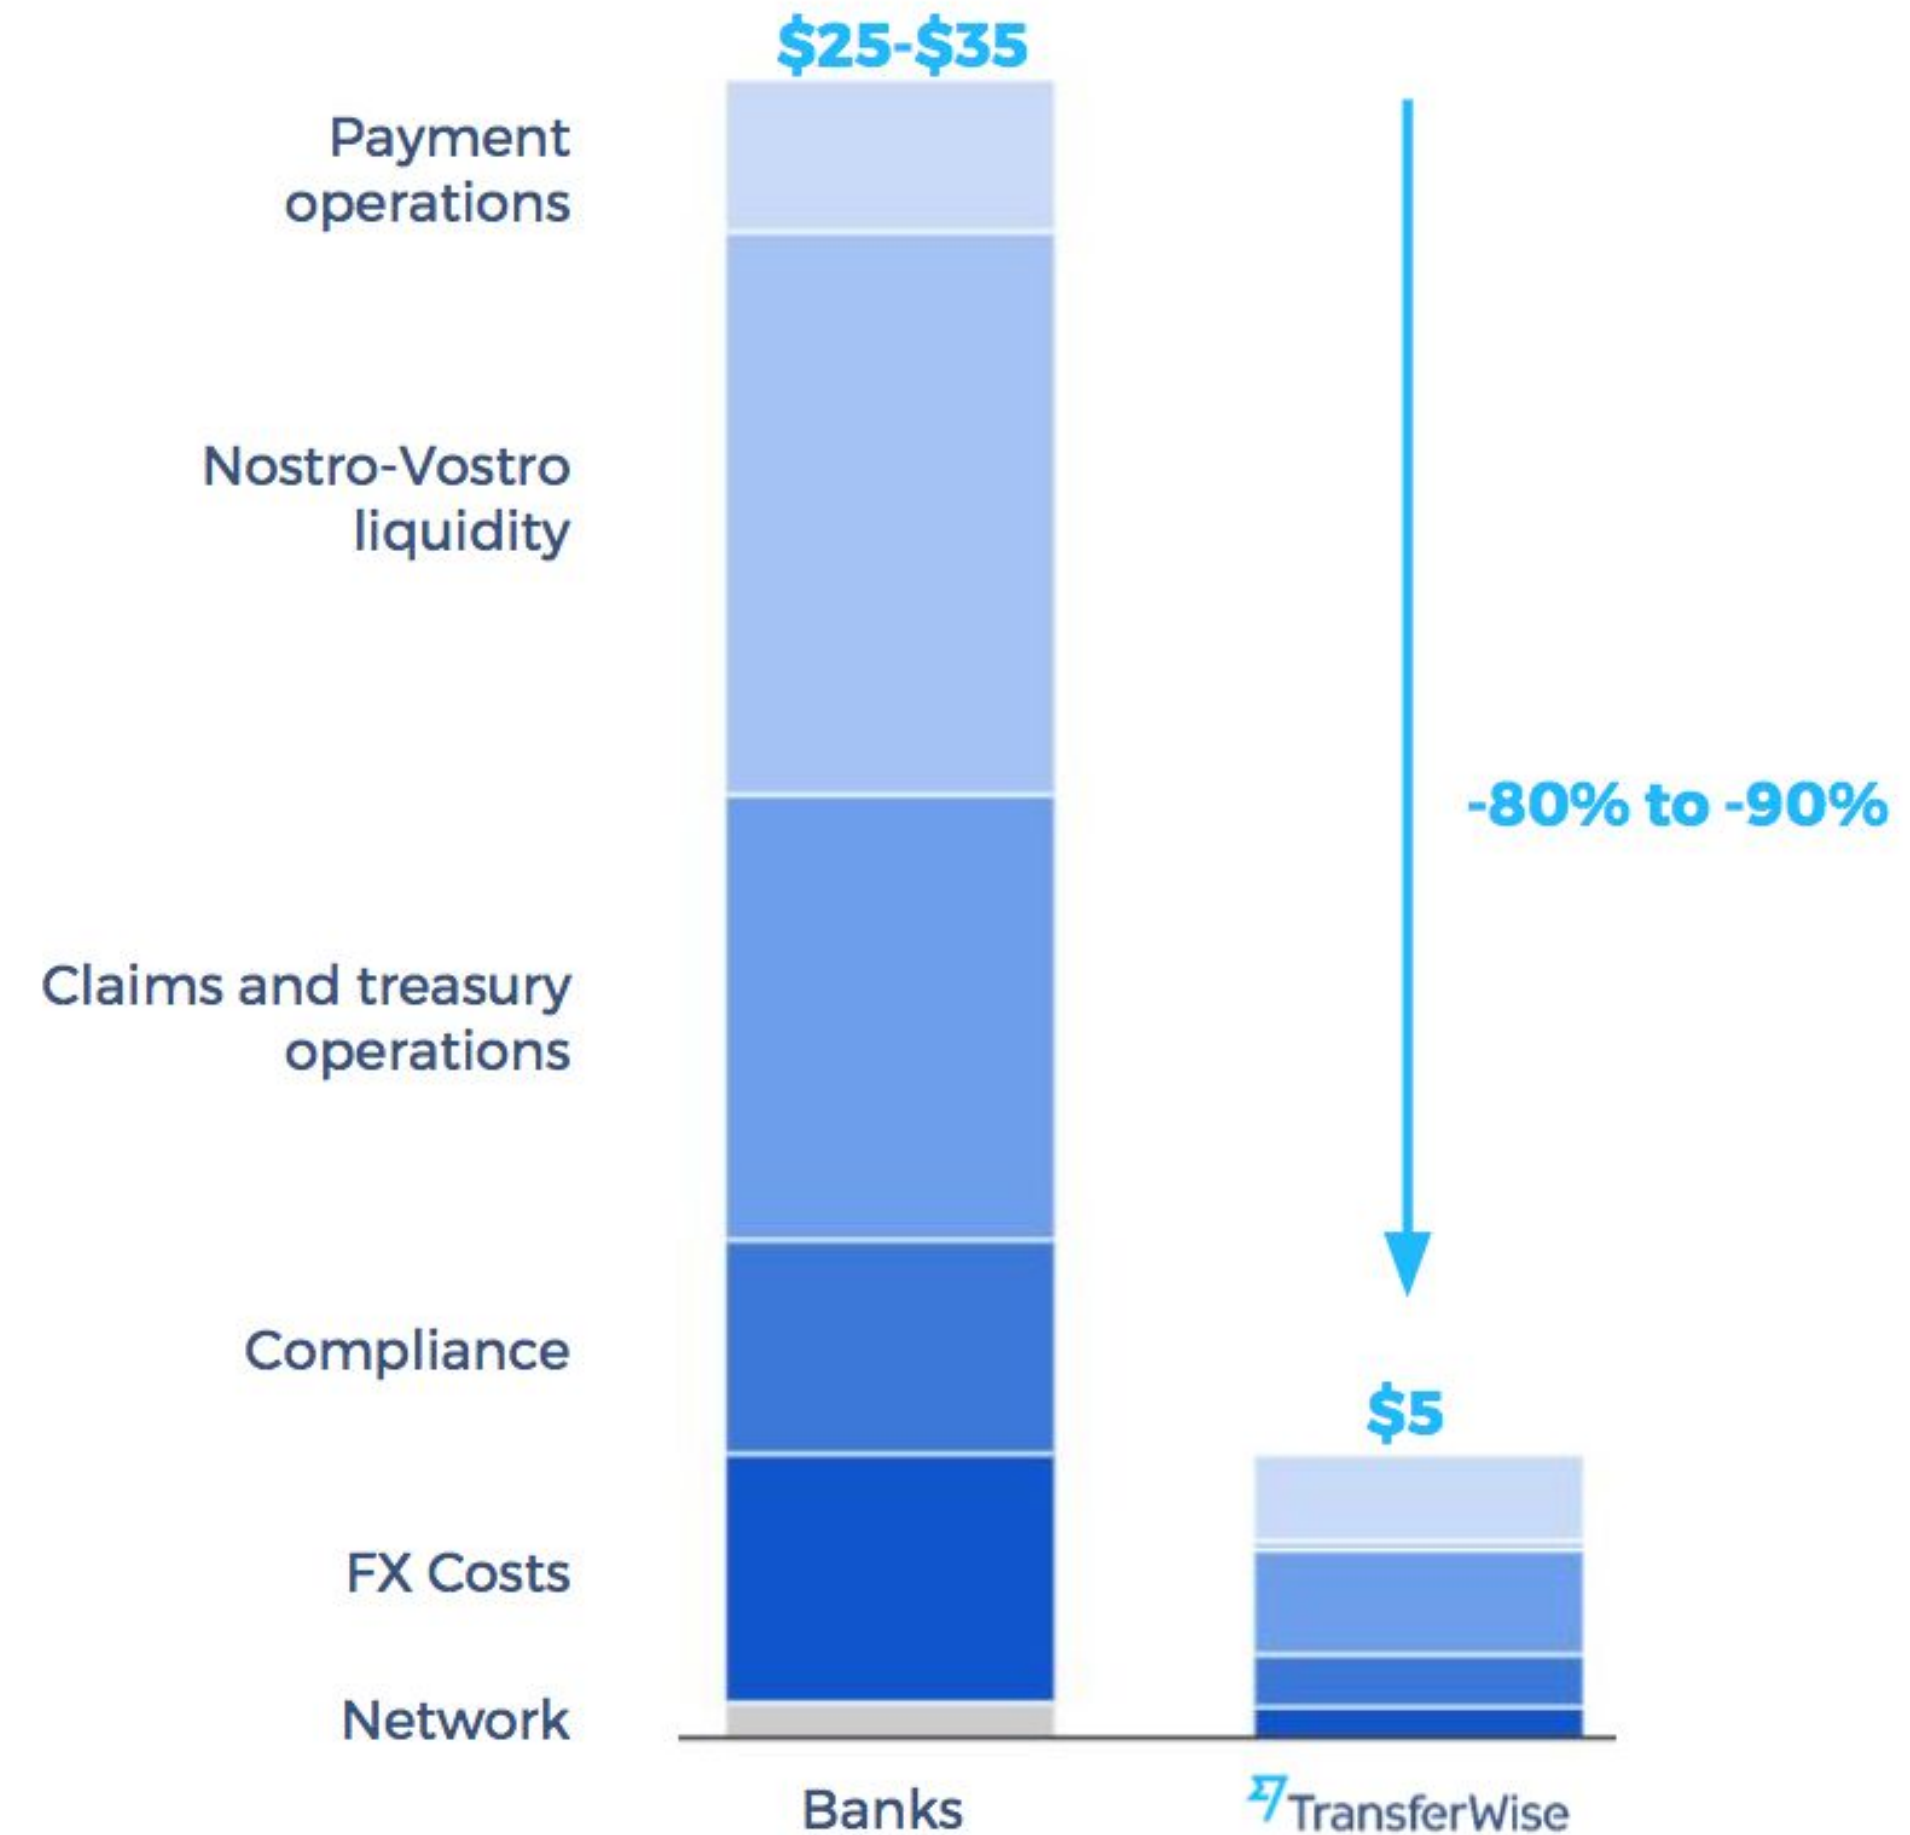 $25-$35
Payment
operations
Nostro-Vostro
liquidity
-80% to -90%
Claims and treasury
operations
Compliance
$5
FX Costs
Network
Banks
TransferWise